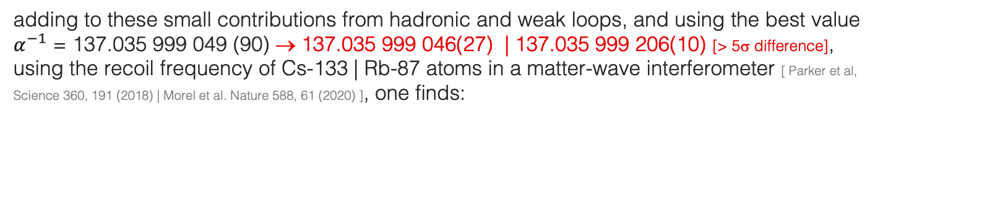 adding to these small contributions from hadronic and weak loops, and using the best value
α⁻¹ = 137.035 999 049 (90) → 137.035 999 046(27) | 137.035 999 206(10) [> 5σ difference],
using the recoil frequency of Cs-133 | Rb-87 atoms in a matter-wave interferometer [ Parker et al,
Science 360, 191 (2018) | Morel et al. Nature 588, 61 (2020) ], one finds: